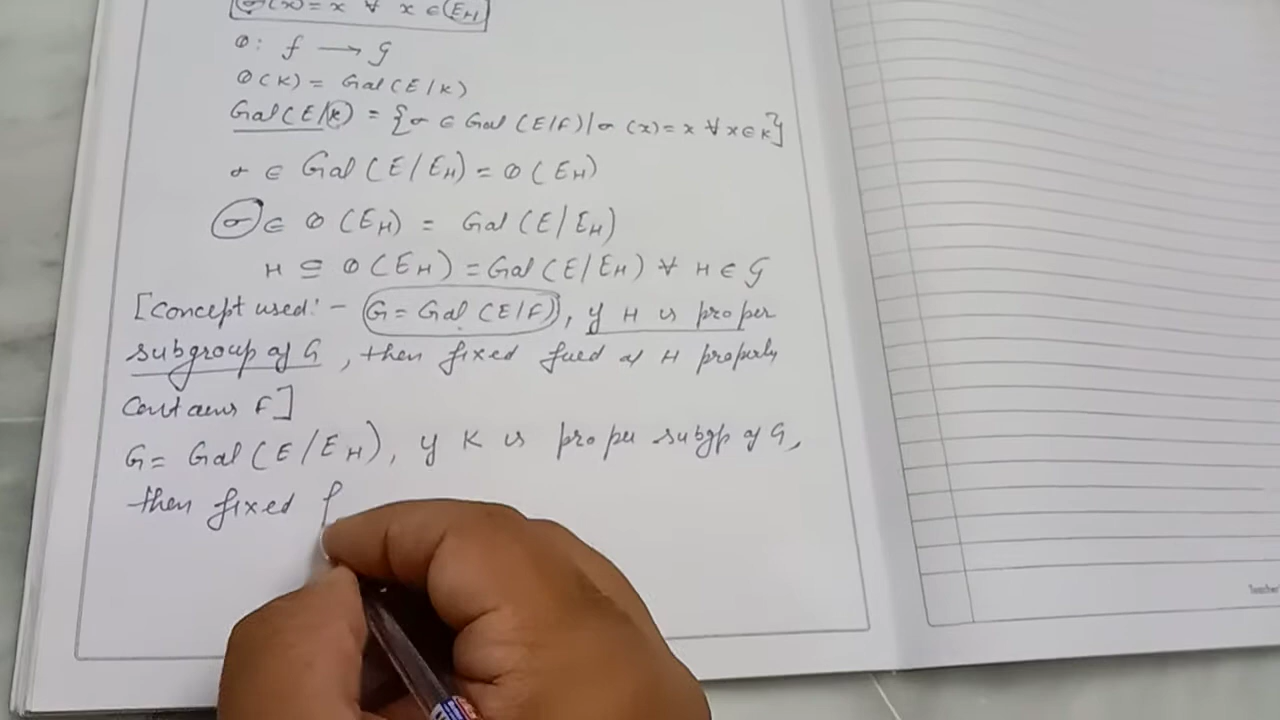 σ(x) = x ∀ x ∈ E_H
Φ: f → g
Φ(K) = Gal(E/K)
Gal(E/K) = {σ ∈ Gal(E/F) | σ(x) = x ∀ x ∈ K}
σ ∈ Gal(E/E_H) = Φ(E_H)
σ ∈ Φ(E_H) = Gal(E/E_H)
H ⊆ Φ(E_H) = Gal(E/E_H) ∀ H ∈ g
[Concept used:- G = Gal(E/F), if H is proper
subgroup of G, then fixed field of H properly
contains F]
G = Gal(E/E_H), if K is proper subgp of G,
then fixed f
Teacher